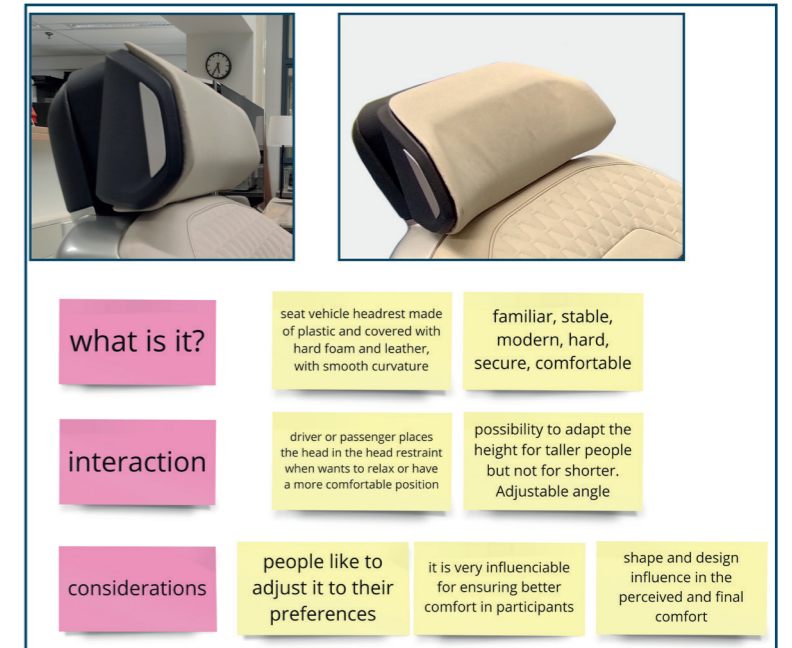 what is it?
seat vehicle headrest made
of plastic and covered with
hard foam and leather,
with smooth curvature
familiar, stable,
modern, hard,
secure, comfortable
interaction
driver or passenger places
the head in the head restraint
when wants to relax or have
a more comfortable position
possibility to adapt the
height for taller people
but not for shorter.
Adjustable angle
considerations
people like to
adjust it to their
preferences
it is very influenciable
for ensuring better
comfort in participants
shape and design
influence in the
perceived and final
comfort